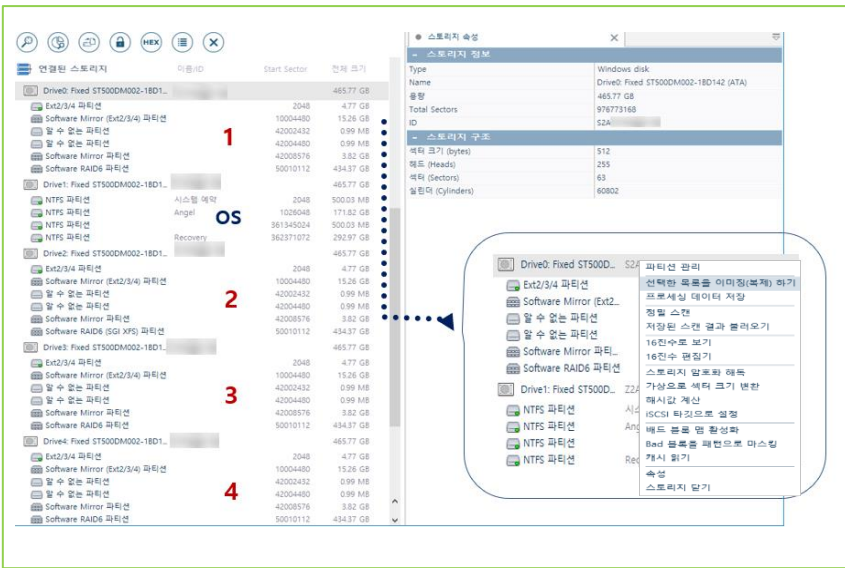 HEX
연결된 스토리지 이름/ID Start Sector 전체 크기
Drive0: Fixed ST500DM002-1BD1... 465.77 GB
Ext2/3/4 파티션 2048 4.77 GB
Software Mirror (Ext2/3/4) 파티션 10004480 15.26 GB
알 수 없는 파티션 42002432 0.99 MB
알 수 없는 파티션 42004480 0.99 MB
Software Mirror 파티션 42008576 3.82 GB
Software RAID6 파티션 50010112 434.37 GB
1
Drive1: Fixed ST500DM002-1BD1... 465.77 GB
NTFS 파티션 시스템 예약 2048 500.03 MB
NTFS 파티션 Angel 1026048 171.82 GB
NTFS 파티션 361345024 500.03 MB
NTFS 파티션 Recovery 362371072 292.97 GB
OS
Drive2: Fixed ST500DM002-1BD1... 465.77 GB
Ext2/3/4 파티션 2048 4.77 GB
Software Mirror (Ext2/3/4) 파티션 10004480 15.26 GB
알 수 없는 파티션 42002432 0.99 MB
알 수 없는 파티션 42004480 0.99 MB
Software Mirror 파티션 42008576 3.82 GB
Software RAID6 (SGI XFS) 파티션 50010112 434.37 GB
2
Drive3: Fixed ST500DM002-1BD1... 465.77 GB
Ext2/3/4 파티션 2048 4.77 GB
Software Mirror (Ext2/3/4) 파티션 10004480 15.26 GB
알 수 없는 파티션 42002432 0.99 MB
알 수 없는 파티션 42004480 0.99 MB
Software Mirror 파티션 42008576 3.82 GB
Software RAID6 파티션 50010112 434.37 GB
3
Drive4: Fixed ST500DM002-1BD1... 465.77 GB
Ext2/3/4 파티션 2048 4.77 GB
Software Mirror (Ext2/3/4) 파티션 10004480 15.26 GB
알 수 없는 파티션 42002432 0.99 MB
알 수 없는 파티션 42004480 0.99 MB
Software Mirror 파티션 42008576 3.82 GB
Software RAID6 파티션 50010112 434.37 GB
4
스토리지 속성
- 스토리지 정보
Type Windows disk
Name Drive0: Fixed ST500DM002-1BD142 (ATA)
용량 465.77 GB
Total Sectors 976773168
ID S2A
- 스토리지 구조
섹터 크기 (bytes) 512
헤드 (Heads) 255
섹터 (Sectors) 63
실린더 (Cylinders) 60802
Drive0: Fixed ST500D... S2A
Ext2/3/4 파티션
Software Mirror (Ext2...
알 수 없는 파티션
알 수 없는 파티션
Software Mirror 파티...
Software RAID6 파티션
Drive1: Fixed ST500D... Z2A
NTFS 파티션 시스
NTFS 파티션 Ang
NTFS 파티션
NTFS 파티션 Rec
파티션 관리
선택한 목록을 이미징(복제) 하기
프로세싱 데이터 저장
정밀 스캔
저장된 스캔 결과 불러오기
16진수로 보기
16진수 편집기
스토리지 암호화 해독
가상으로 섹터 크기 변환
해시값 계산
iSCSI 타깃으로 설정
배드 블록 맵 활성화
Bad 블록를 패턴으로 마스킹
캐시 읽기
속성
스토리지 닫기